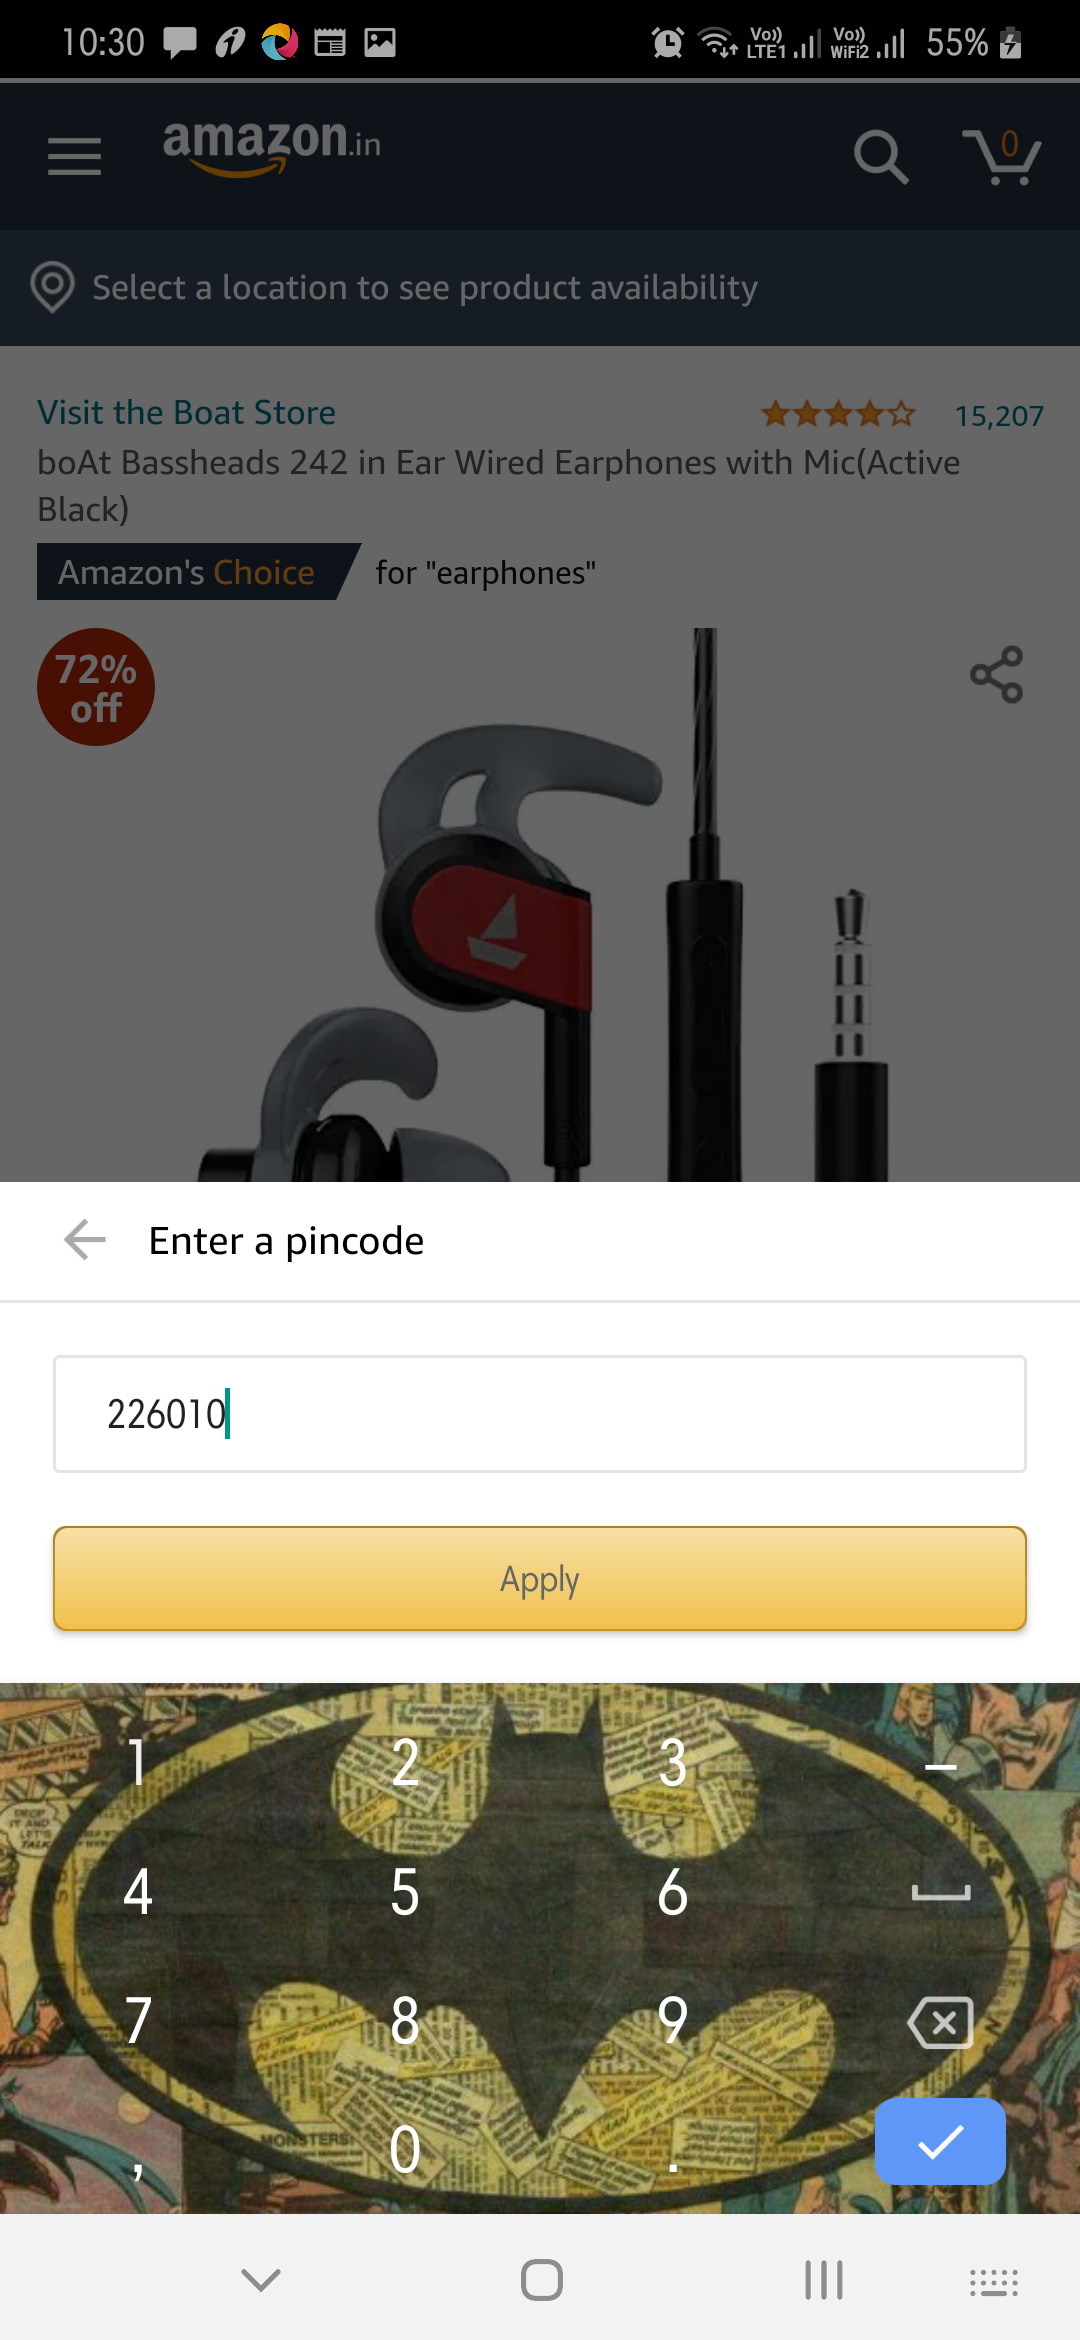 10:30 Vo)) LTE1 Vo)) WiFi2 55%
amazon.in 0
Select a location to see product availability
Visit the Boat Store 15,207
boAt Bassheads 242 in Ear Wired Earphones with Mic(Active
Black)
Amazon's Choice for "earphones"
72%
off
Enter a pincode
226010
Apply
1 2 3 –
4 5 6
7 8 9
MONSTERS!
, 0 .